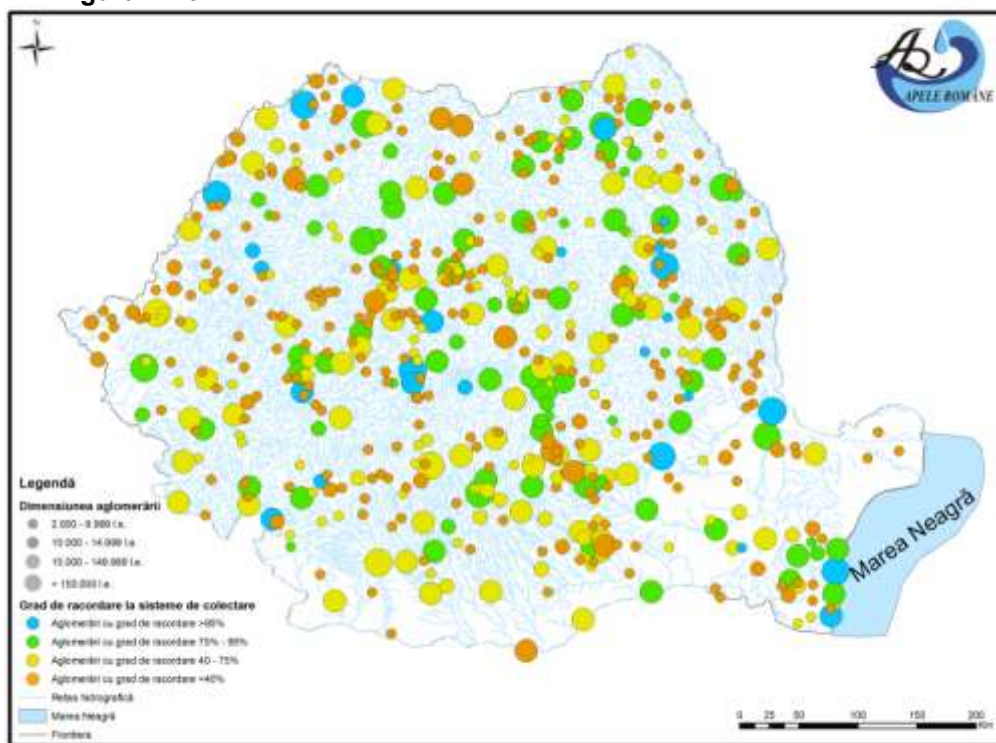 N
APELE ROMÂNE
Marea Neagră
Legendă
Dimensiunea aglomerării
2.000 - 9.999 l.e.
10.000 - 14.999 l.e.
15.000 - 149.999 l.e.
> 150.000 l.e.
Grad de racordare la sisteme de colectare
Aglomerări cu grad de racordare
Aglomerări cu grad de racordare 75% -
Aglomerări cu grad de racordare 40 - 75%
Aglomerări cu grad de racordare <40%
Rețea hidrografică
Marea Neagră
Frontiera
0 25 50 100 150 200
Km